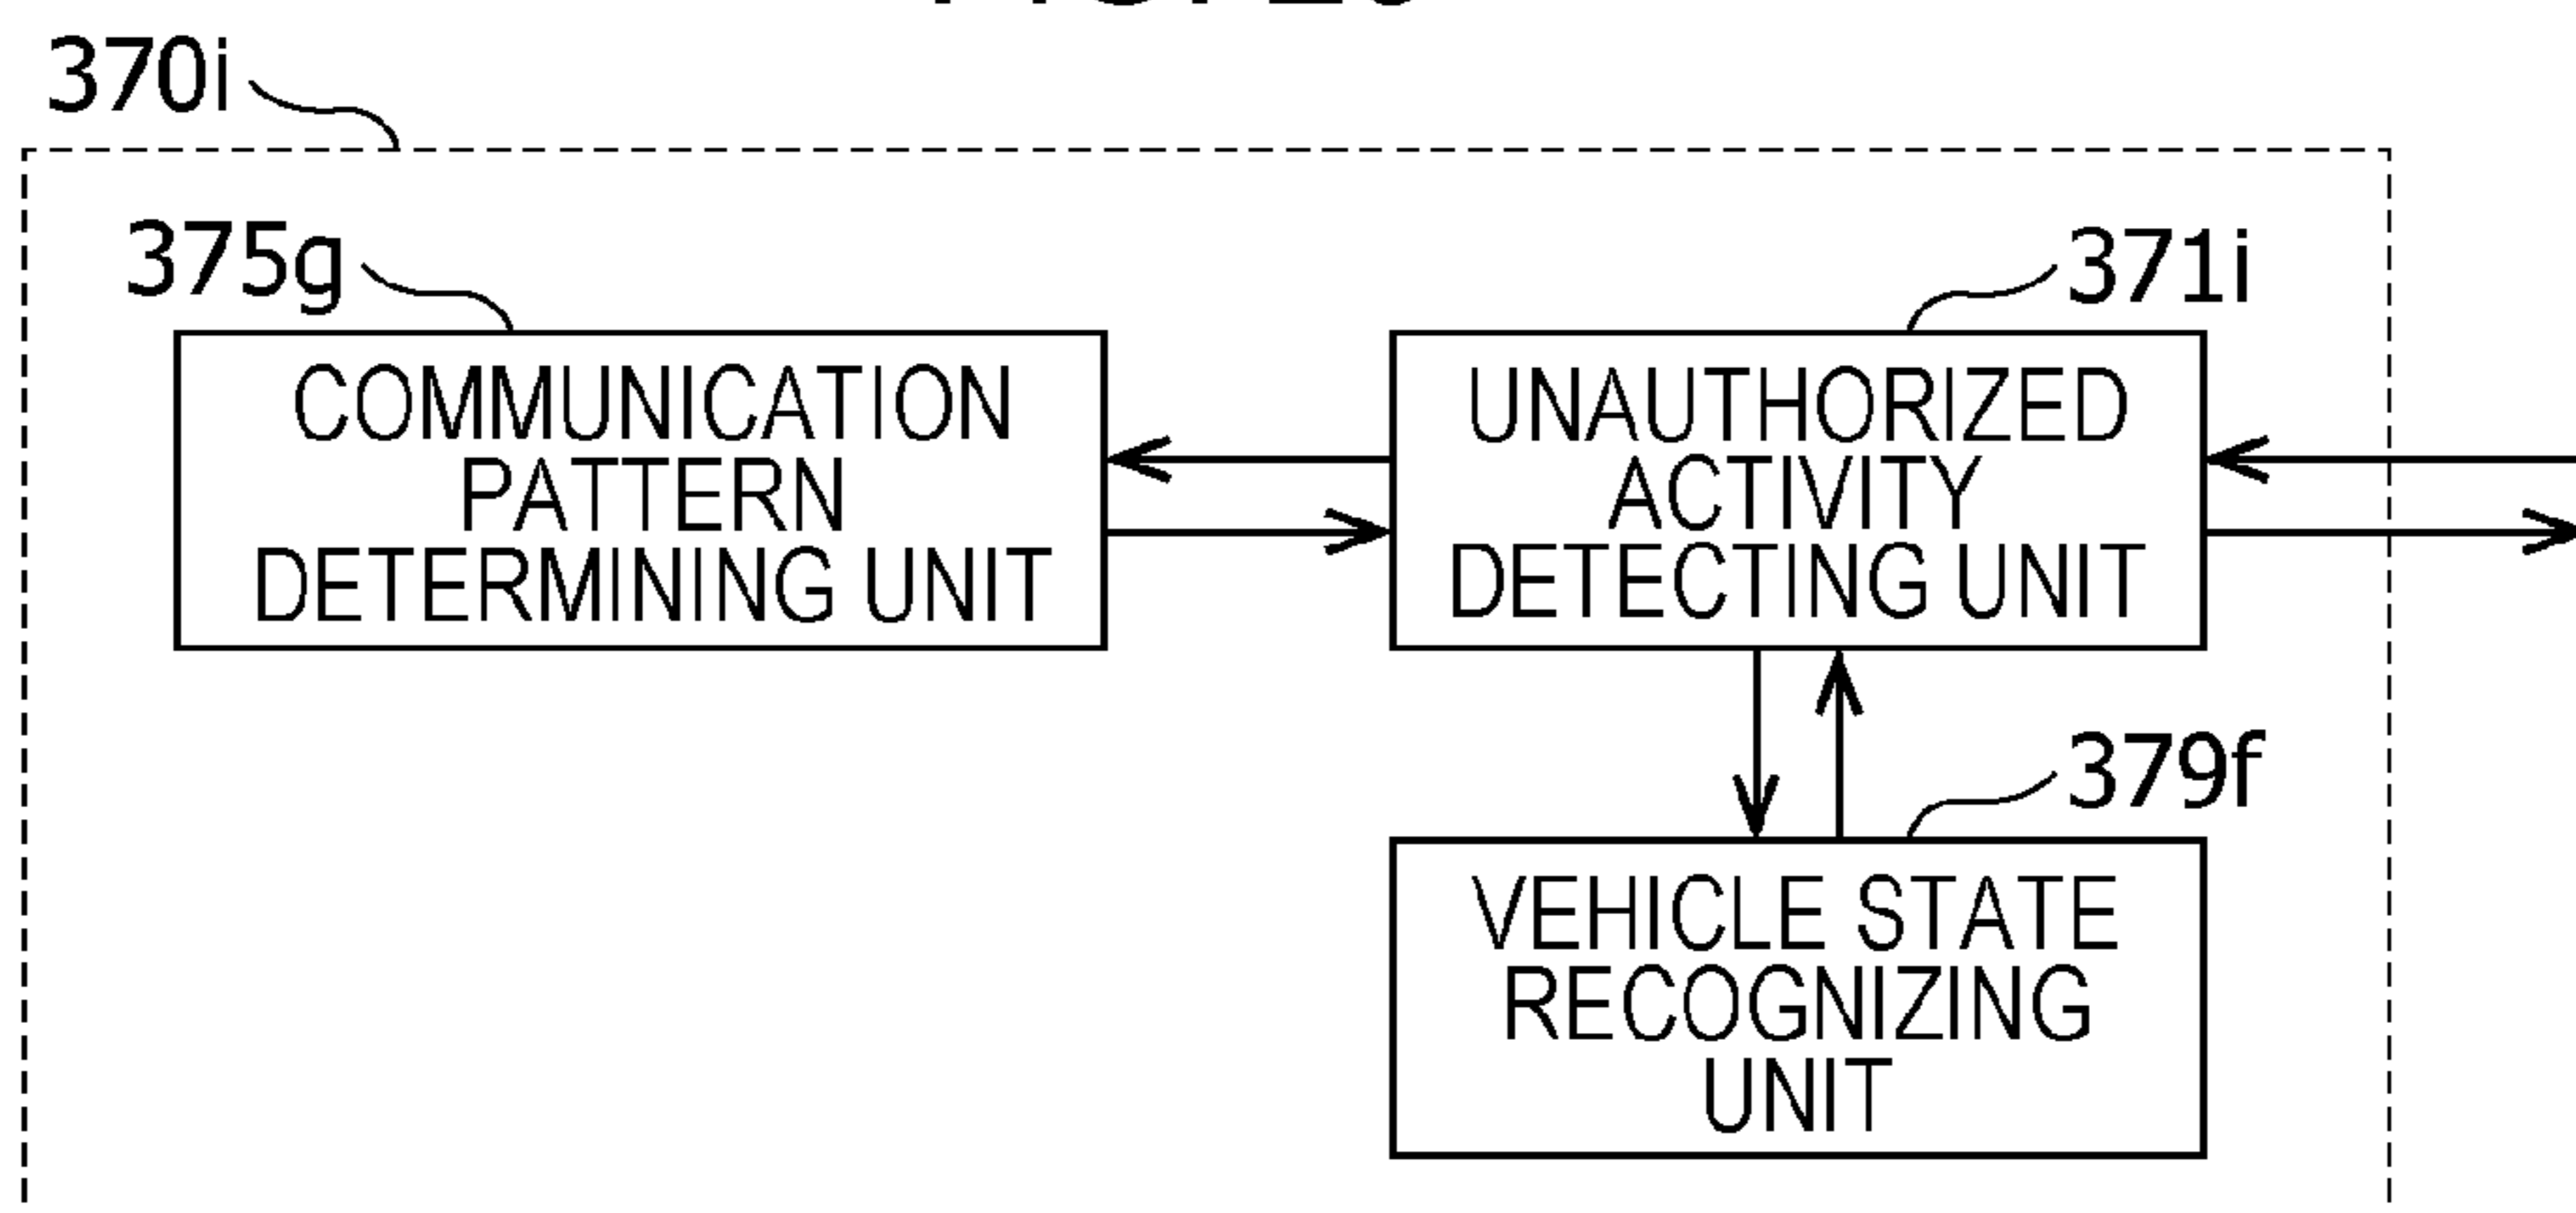 370i
375g
371i
COMMUNICATION
PATTERN
DETERMINING UNIT
UNAUTHORIZED
ACTIVITY
DETECTING UNIT
379f
VEHICLE STATE
RECOGNIZING
UNIT